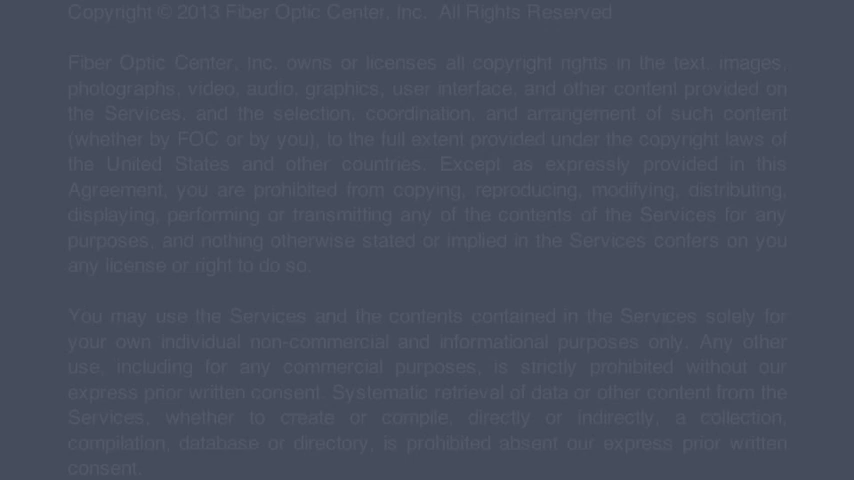 Copyright © 2013 Fiber Optic Center, Inc. All Rights Reserved
Fiber Optic Center, Inc. owns or licenses all copyright rights in the text, images,
photographs, video, audio, graphics, user interface, and other content provided on
the Services, and the selection, coordination, and arrangement of such content
(whether by FOC or by you), to the full extent provided under the copyright laws of
the United States and other countries. Except as expressly provided in this
Agreement, you are prohibited from copying, reproducing, modifying, distributing,
displaying, performing or transmitting any of the contents of the Services for any
purposes, and nothing otherwise stated or implied in the Services confers on you
any license or right to do so.
You may use the Services and the contents contained in the Services solely for
your own individual non-commercial and informational purposes only. Any other
use, including for any commercial purposes, is strictly prohibited without our
express prior written consent. Systematic retrieval of data or other content from the
Services, whether to create or compile, directly or indirectly, a collection,
compilation, database or directory, is prohibited absent our express prior written
consent.